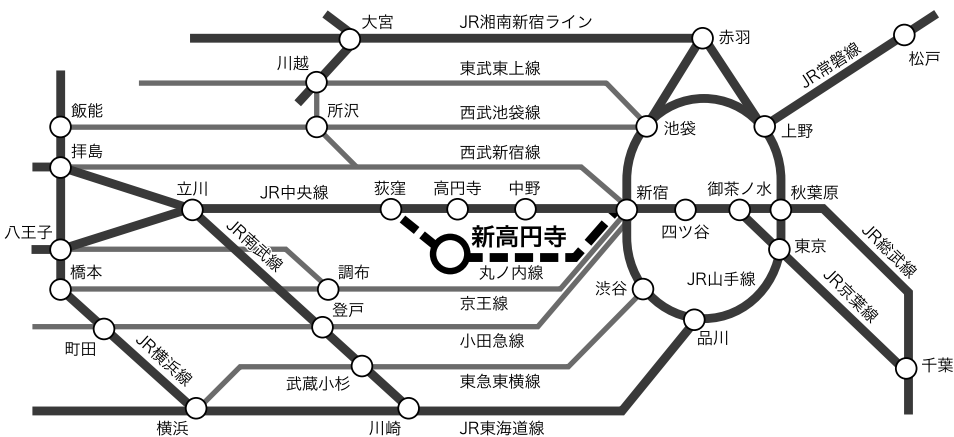 大宮
JR湘南新宿ライン
赤羽
松戸
JR常磐線
川越
東武東上線
飯能
所沢
西武池袋線
池袋
上野
拝島
西武新宿線
立川
JR中央線
荻窪
高円寺
中野
新宿
御茶ノ水
秋葉原
八王子
JR南武線
新高円寺
四ツ谷
JR総武線
東京
橋本
調布
丸ノ内線
渋谷
JR山手線
JR京葉線
京王線
登戸
町田
JR横浜線
小田急線
品川
千葉
武蔵小杉
東急東横線
横浜
川崎
JR東海道線